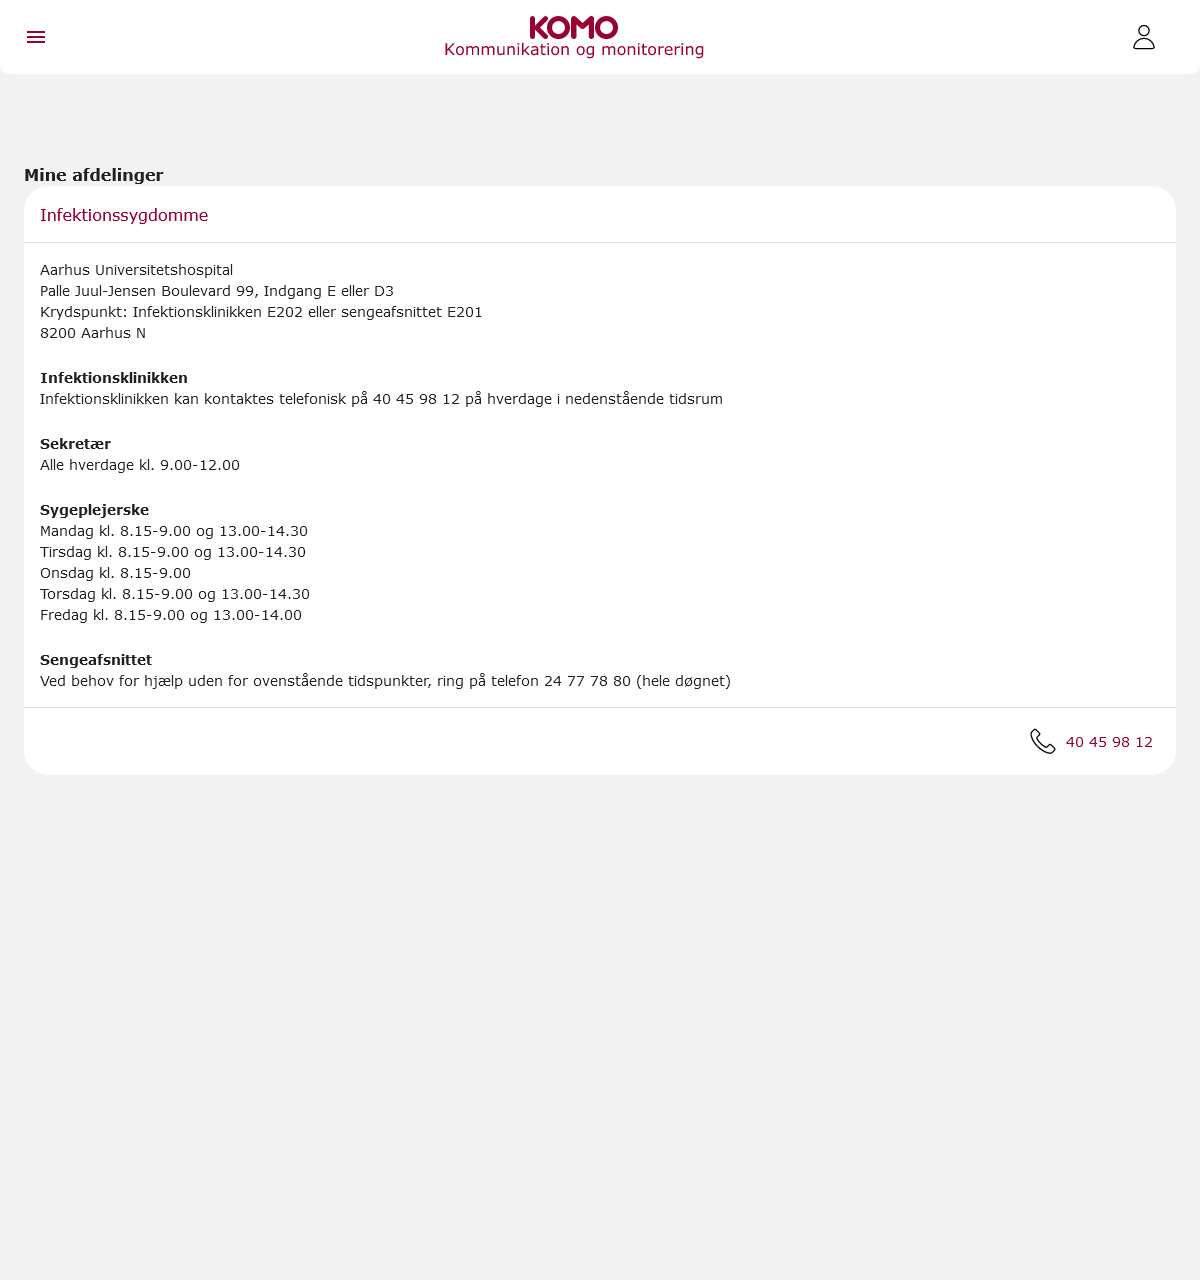 KOMO
Kommunikation og monitorering
Mine afdelinger
Infektionssygdomme
Aarhus Universitetshospital
Palle Juul-Jensen Boulevard 99, Indgang E eller D3
Krydspunkt: Infektionsklinikken E202 eller sengeafsnittet E201
8200 Aarhus N
Infektionsklinikken
Infektionsklinikken kan kontaktes telefonisk på 40 45 98 12 på hverdage i nedenstående tidsrum
Sekretær
Alle hverdage kl. 9.00-12.00
Sygeplejerske
Mandag kl. 8.15-9.00 og 13.00-14.30
Tirsdag kl. 8.15-9.00 og 13.00-14.30
Onsdag kl. 8.15-9.00
Torsdag kl. 8.15-9.00 og 13.00-14.30
Fredag kl. 8.15-9.00 og 13.00-14.00
Sengeafsnittet
Ved behov for hjælp uden for ovenstående tidspunkter, ring på telefon 24 77 78 80 (hele døgnet)
40 45 98 12